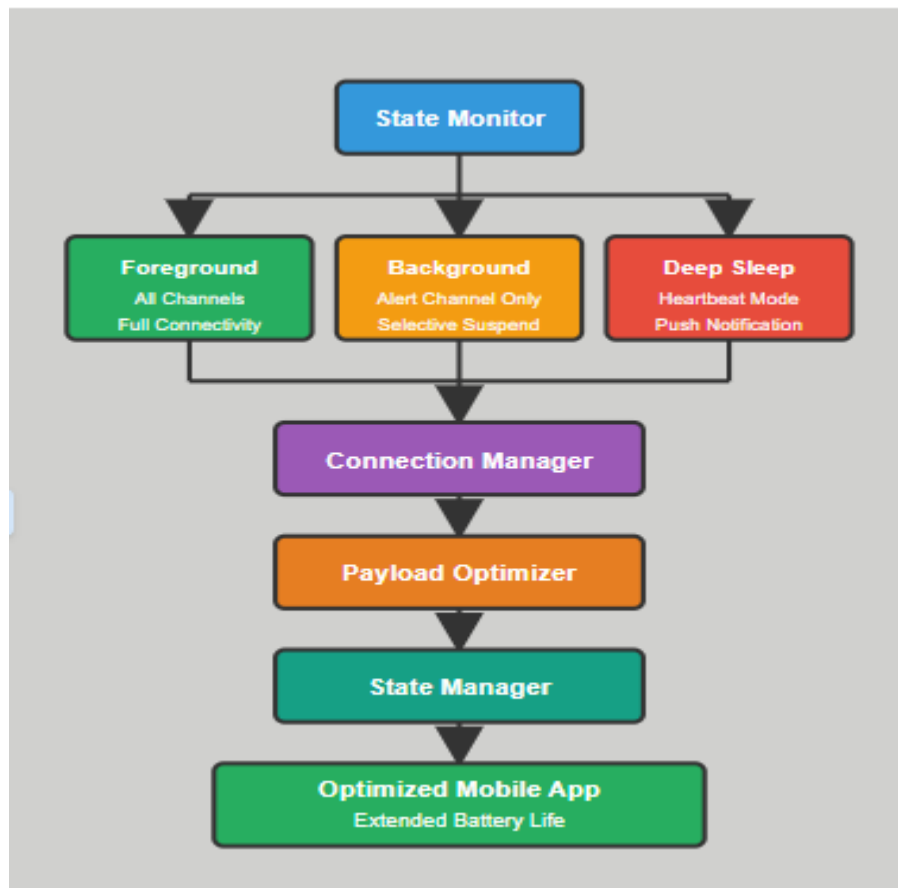 State Monitor
Foreground
All Channels
Full Connectivity
Background
Alert Channel Only
Selective Suspend
Deep Sleep
Heartbeat Mode
Push Notification
Connection Manager
Payload Optimizer
State Manager
Optimized Mobile App
Extended Battery Life